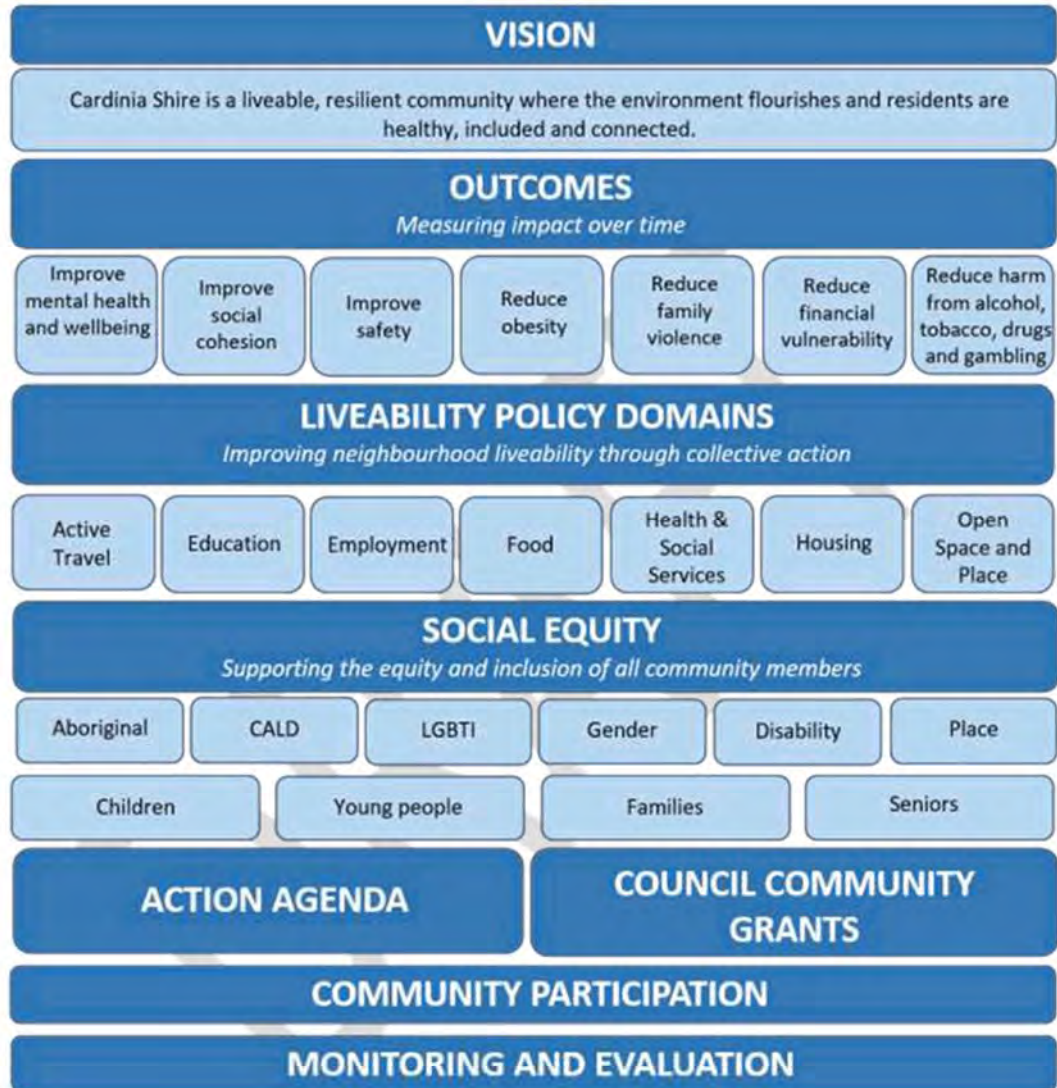 VISION
Cardinia Shire is a liveable, resilient community where the environment flourishes and residents are
healthy, included and connected.
OUTCOMES
Measuring impact over time
Improve
mental health
and wellbeing
Improve
social
cohesion
Improve
safety
Reduce
obesity
Reduce
family
violence
Reduce
financial
vulnerability
Reduce harm
from alcohol,
tobacco, drugs
and gambling
LIVEABILITY POLICY DOMAINS
Improving neighbourhood liveability through collective action
Active
Travel
Education
Employment
Food
Health &
Social
Services
Housing
Open
Space and
Place
SOCIAL EQUITY
Supporting the equity and inclusion of all community members
Aboriginal
CALD
LGBTI
Gender
Disability
Place
Children
Young people
Families
Seniors
ACTION AGENDA
COUNCIL COMMUNITY
GRANTS
COMMUNITY PARTICIPATION
MONITORING AND EVALUATION